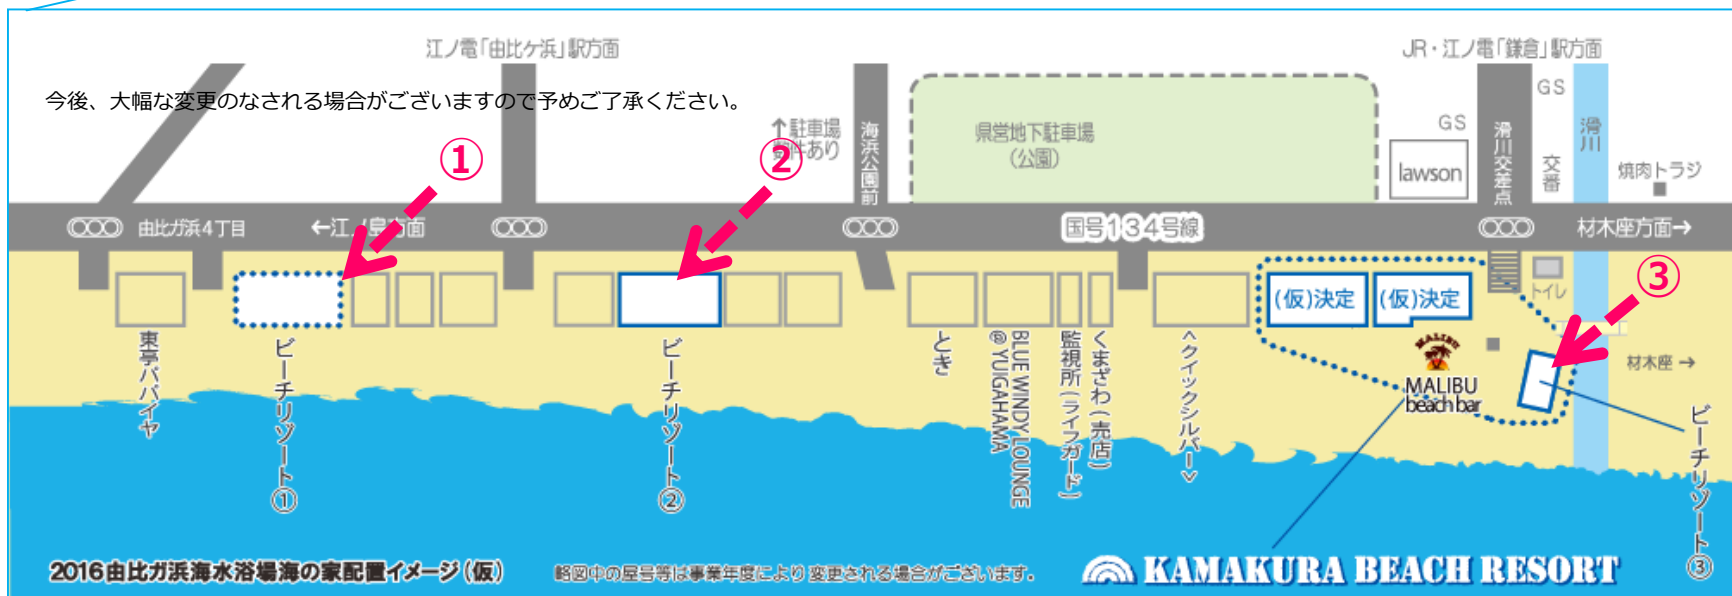 江ノ電「由比ケ浜」駅方面
JR・江ノ電「鎌倉」駅方面
今後、大幅な変更のなされる場合がございますので予めご了承ください。
GS
GS
↑駐車場
数件あり
海浜公園前
県営地下駐車場
(公園)
lawson
滑川交差点
交番
滑川
焼肉トラジ
①
②
由比ガ浜4丁目
←江ノ島方面
国号134号線
材木座方面→
③
(仮)決定
(仮)決定
トイレ
東亭パパイヤ
ビーチリゾート①
ビーチリゾート②
とき
BLUE WINDY LOUNGE
@ YUIGAHAMA
監視所(ライフガード)
くまざわ(売店)
<クイックシルバー>
MALIBU
MALIBU
beach bar
材木座→
ビーチリゾート③
2016由比ガ浜海水浴場海の家配置イメージ(仮)
略図中の屋号等は事業年度により変更される場合がございます。
KAMAKURA BEACH RESORT